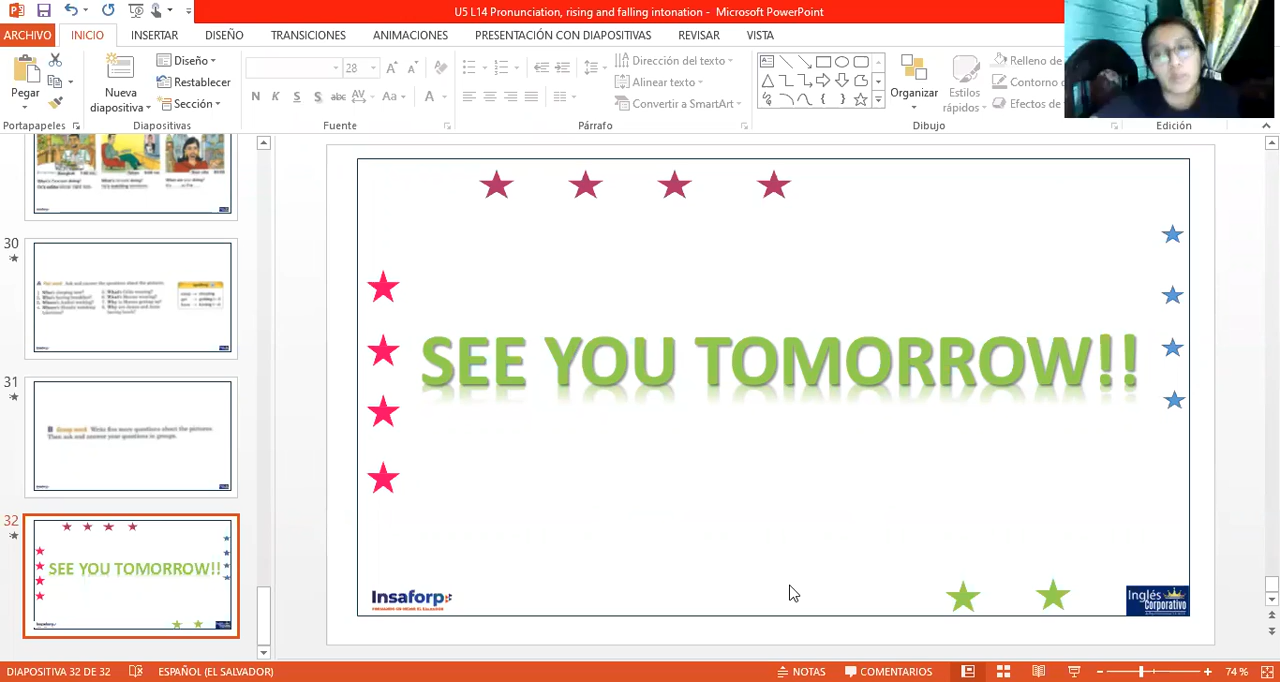 U5 L14 Pronunciation, rising and falling intonation - Microsoft PowerPoint
ARCHIVO INICIO INSERTAR DISEÑO TRANSICIONES ANIMACIONES PRESENTACIÓN CON DIAPOSITIVAS REVISAR VISTA
Pegar
Nueva diapositiva
Diseño
Restablecer
Sección
28
N K S S abc AV Aa A
Dirección del texto
Alinear texto
Convertir a SmartArt
Organizar
Estilos rápidos
Relleno de
Contorno
Efectos de
Portapapeles Diapositivas Fuente Párrafo Dibujo Edición
30
31
32
SEE YOU TOMORROW!!
SEE YOU TOMORROW!!
Insaforp
Inglés
Corporativo
DIAPOSITIVA 32 DE 32 ESPAÑOL (EL SALVADOR) NOTAS COMENTARIOS 74 %